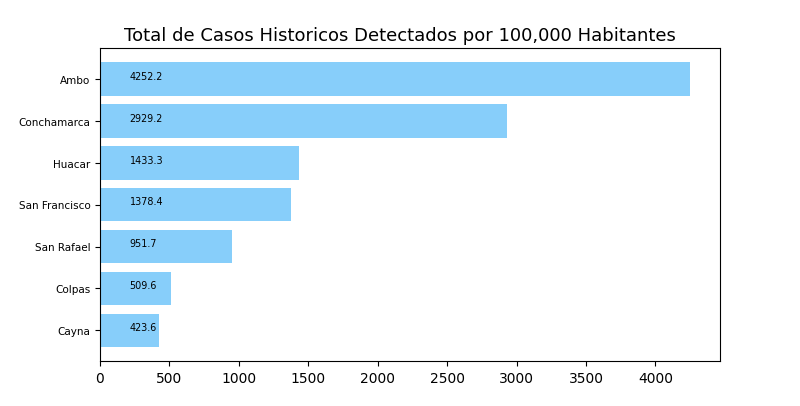 Total de Casos Historicos Detectados por 100,000 Habitantes
Ambo 4252.2
Conchamarca 2929.2
Huacar 1433.3
San Francisco 1378.4
San Rafael 951.7
Colpas 509.6
Cayna 423.6
0 500 1000 1500 2000 2500 3000 3500 4000